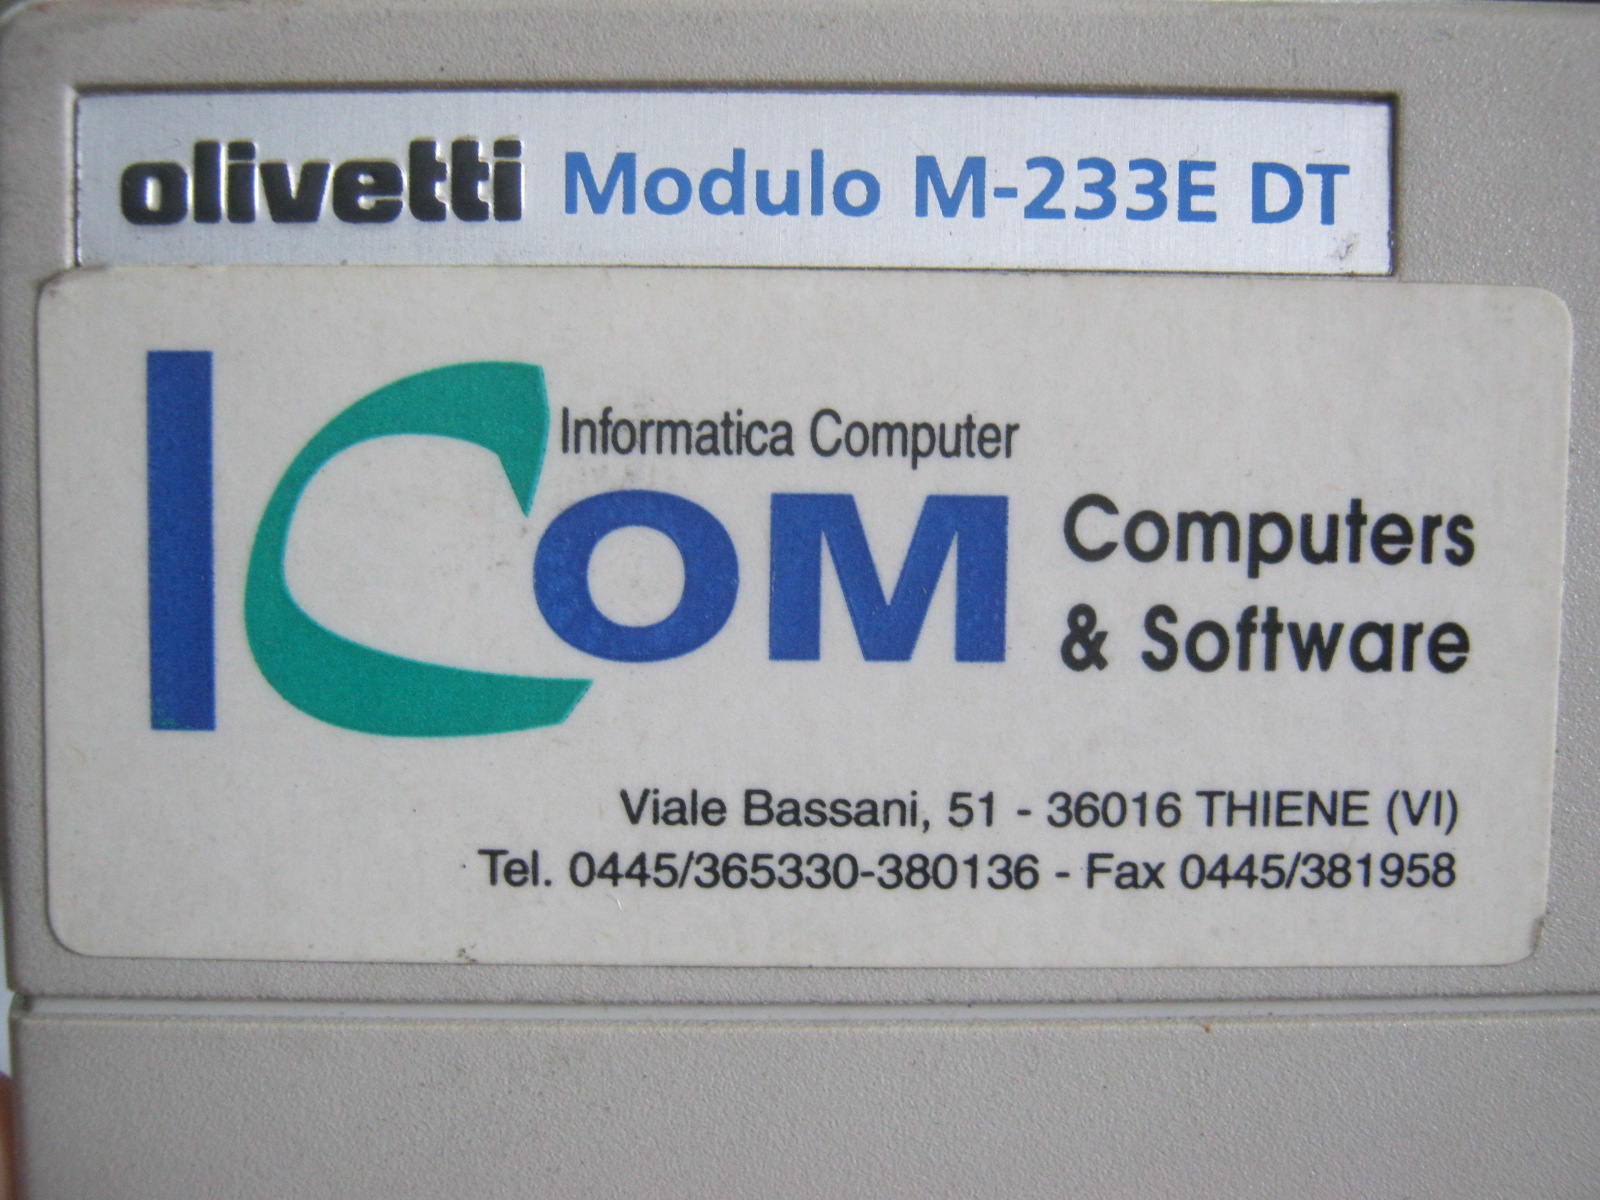 olivetti Modulo M-233E DT
Informatica Computer
ICOM
Computers
& Software
Viale Bassani, 51 - 36016 THIENE (VI)
Tel. 0445/365330-380136 - Fax 0445/381958